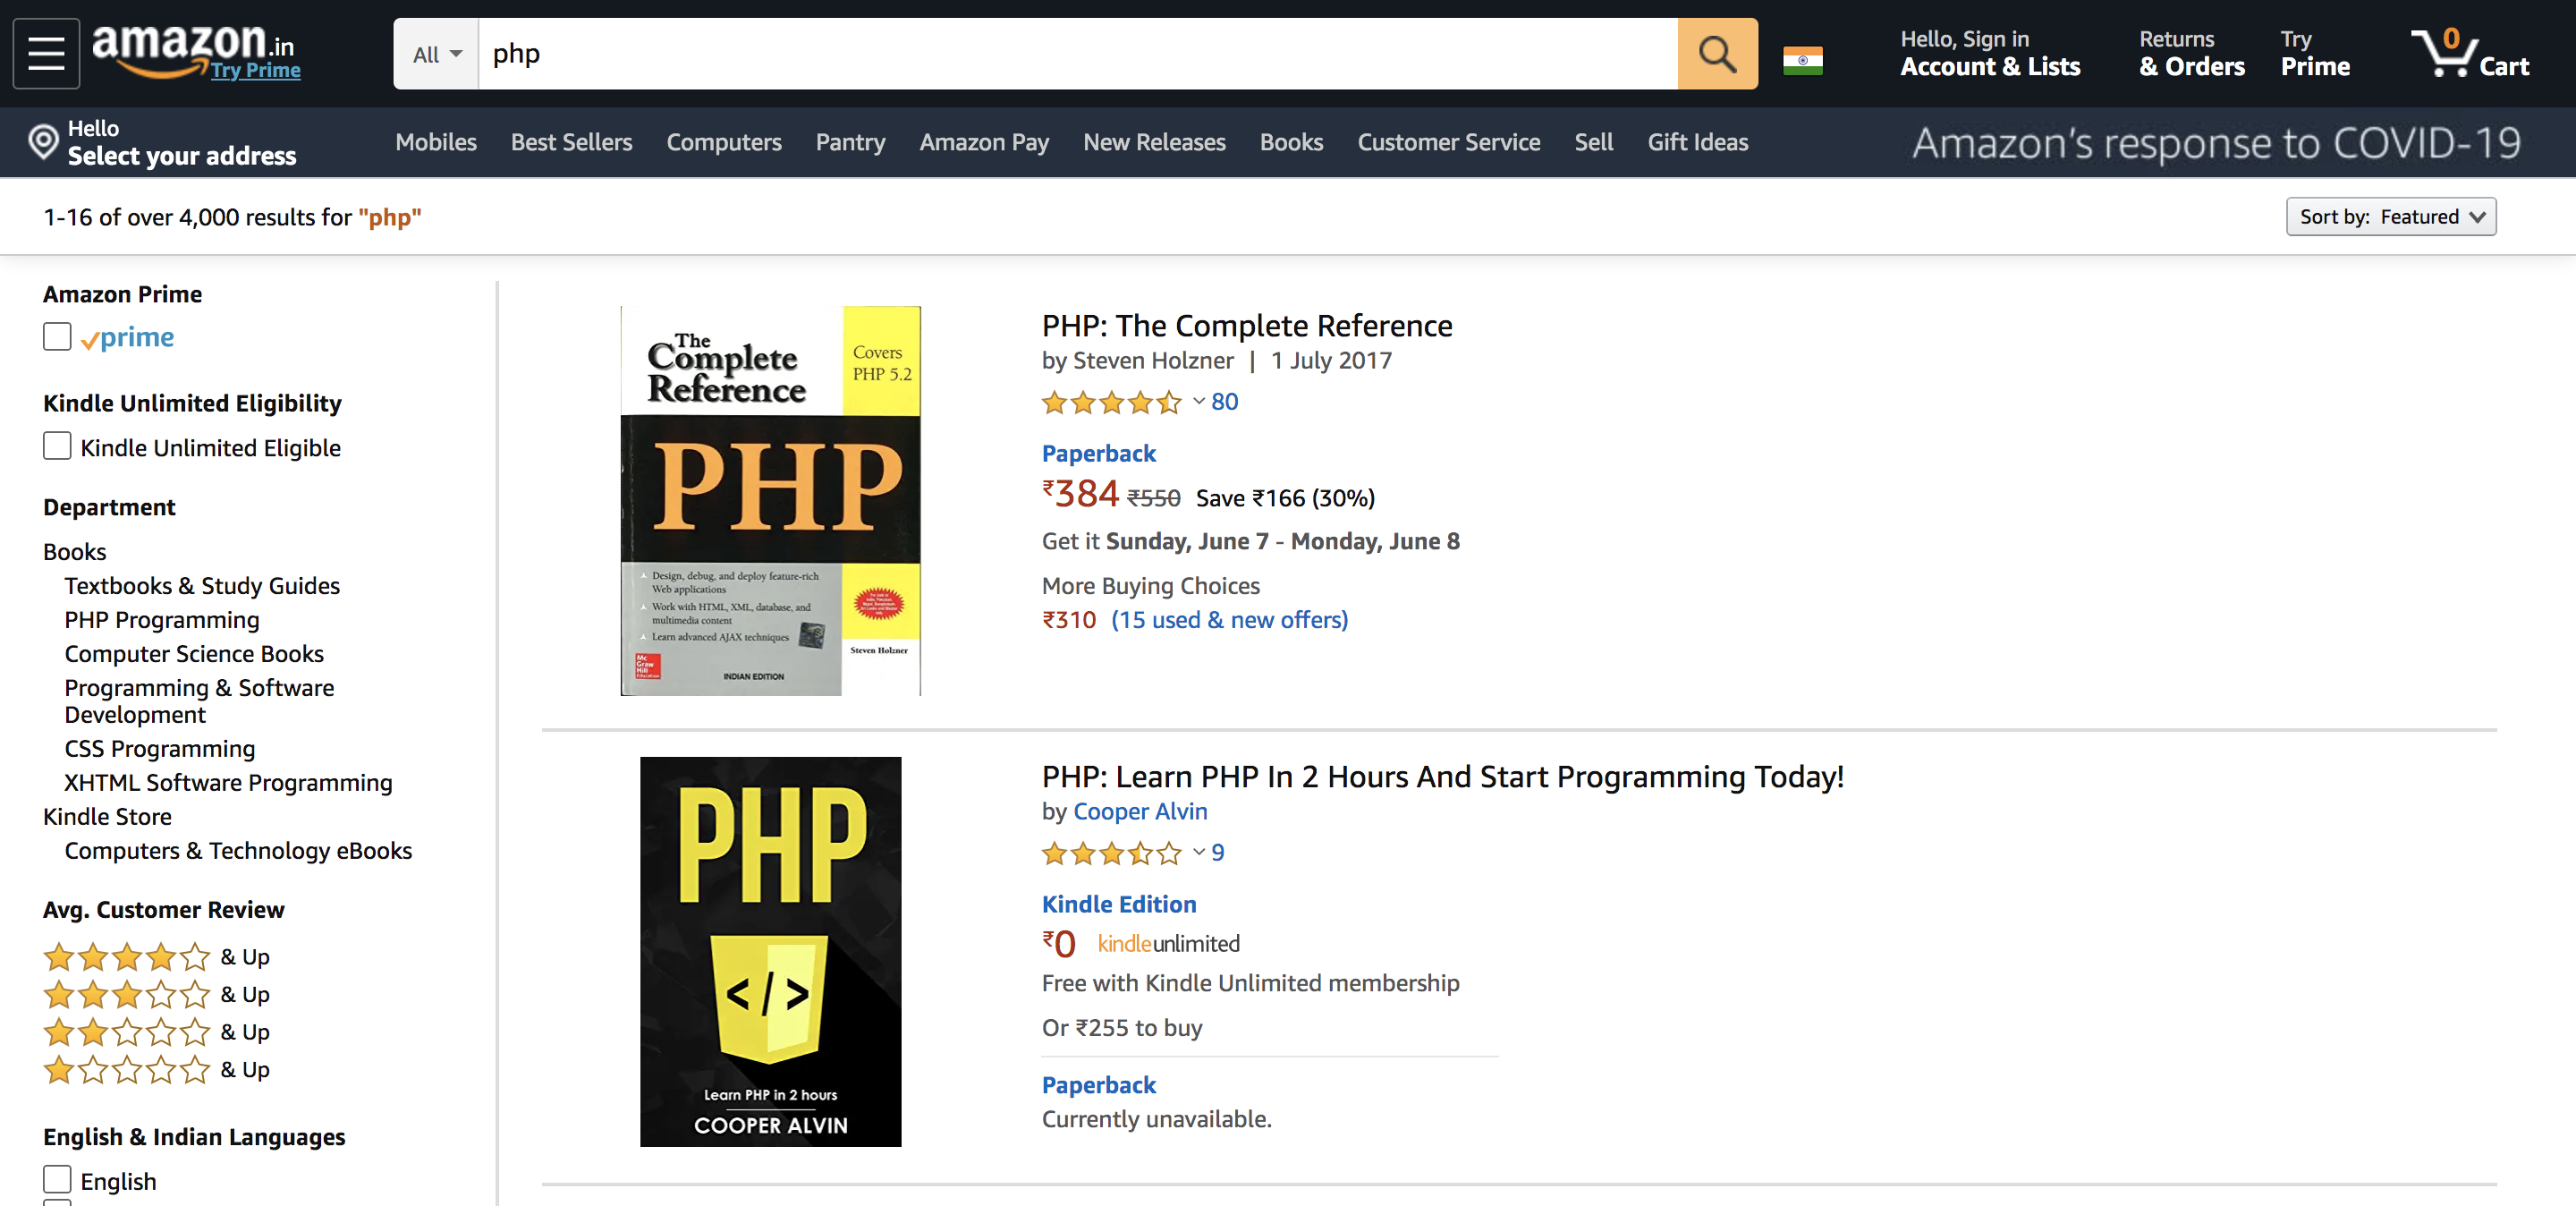 amazon.in
Try Prime
All
php
Hello, Sign in
Account & Lists
Returns
& Orders
Try
Prime
0
Cart
Hello
Select your address
Mobiles
Best Sellers
Computers
Pantry
Amazon Pay
New Releases
Books
Customer Service
Sell
Gift Ideas
Amazon's response to COVID-19
1-16 of over 4,000 results for "php"
Sort by: Featured
Amazon Prime
prime
Kindle Unlimited Eligibility
Kindle Unlimited Eligible
Department
Books
Textbooks & Study Guides
PHP Programming
Computer Science Books
Programming & Software
Development
CSS Programming
XHTML Software Programming
Kindle Store
Computers & Technology eBooks
Avg. Customer Review
& Up
& Up
& Up
& Up
English & Indian Languages
English
The
Complete
Reference
Covers
PHP 5.2
PHP
Design, debug, and deploy feature-rich
Web applications
Work with HTML, XML, database, and
multimedia content
Learn advanced AJAX techniques
Steven Holzner
Mc
Graw
Hill
Education
INDIAN EDITION
PHP: The Complete Reference
by Steven Holzner | 1 July 2017
80
Paperback
₹384 ₹550 Save ₹166 (30%)
Get it Sunday, June 7 - Monday, June 8
More Buying Choices
₹310 (15 used & new offers)
PHP
</>
Learn PHP in 2 hours
COOPER ALVIN
PHP: Learn PHP In 2 Hours And Start Programming Today!
by Cooper Alvin
9
Kindle Edition
₹0 kindleunlimited
Free with Kindle Unlimited membership
Or ₹255 to buy
Paperback
Currently unavailable.